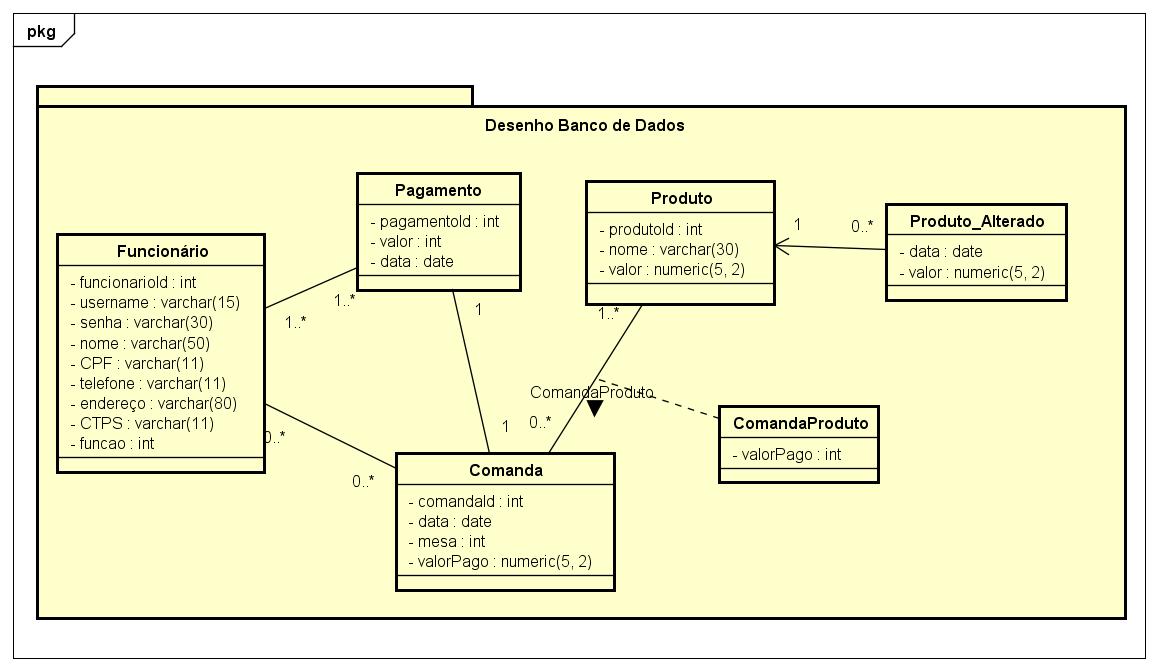 pkg
Desenho Banco de Dados
Funcionário
- funcionarioId : int
- username : varchar(15)
- senha : varchar(30)
- nome : varchar(50)
- CPF : varchar(11)
- telefone : varchar(11)
- endereço : varchar(80)
- CTPS : varchar(11)
- funcao : int
Pagamento
- pagamentoId : int
- valor : int
- data : date
Produto
- produtoId : int
- nome : varchar(30)
- valor : numeric(5, 2)
Produto_Alterado
- data : date
- valor : numeric(5, 2)
1
0..*
1..*
1..*
1
1..*
ComandaProduto
0..*
1
0..*
0..*
ComandaProduto
- valorPago : int
Comanda
- comandaId : int
- data : date
- mesa : int
- valorPago : numeric(5, 2)